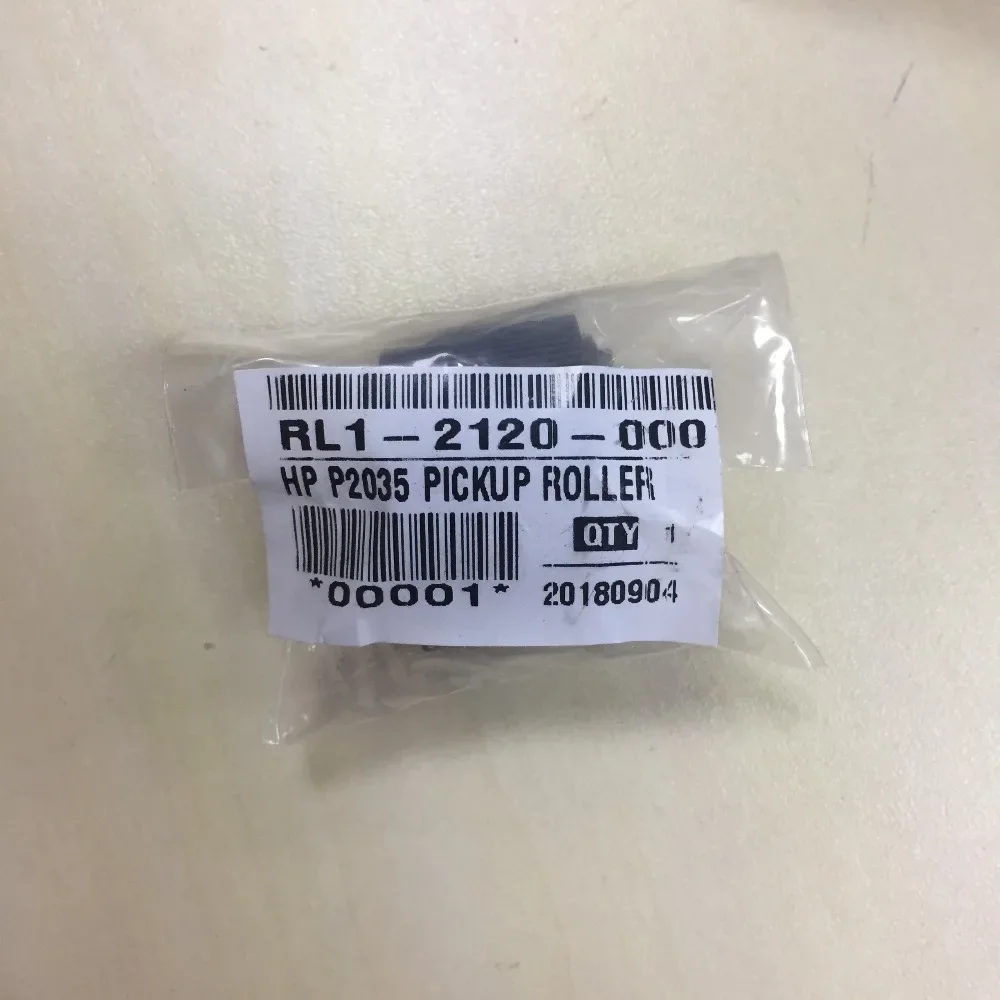 RL1-2120-000
HP P2035 PICKUP ROLLER
QTY 1
*00001*
20180904